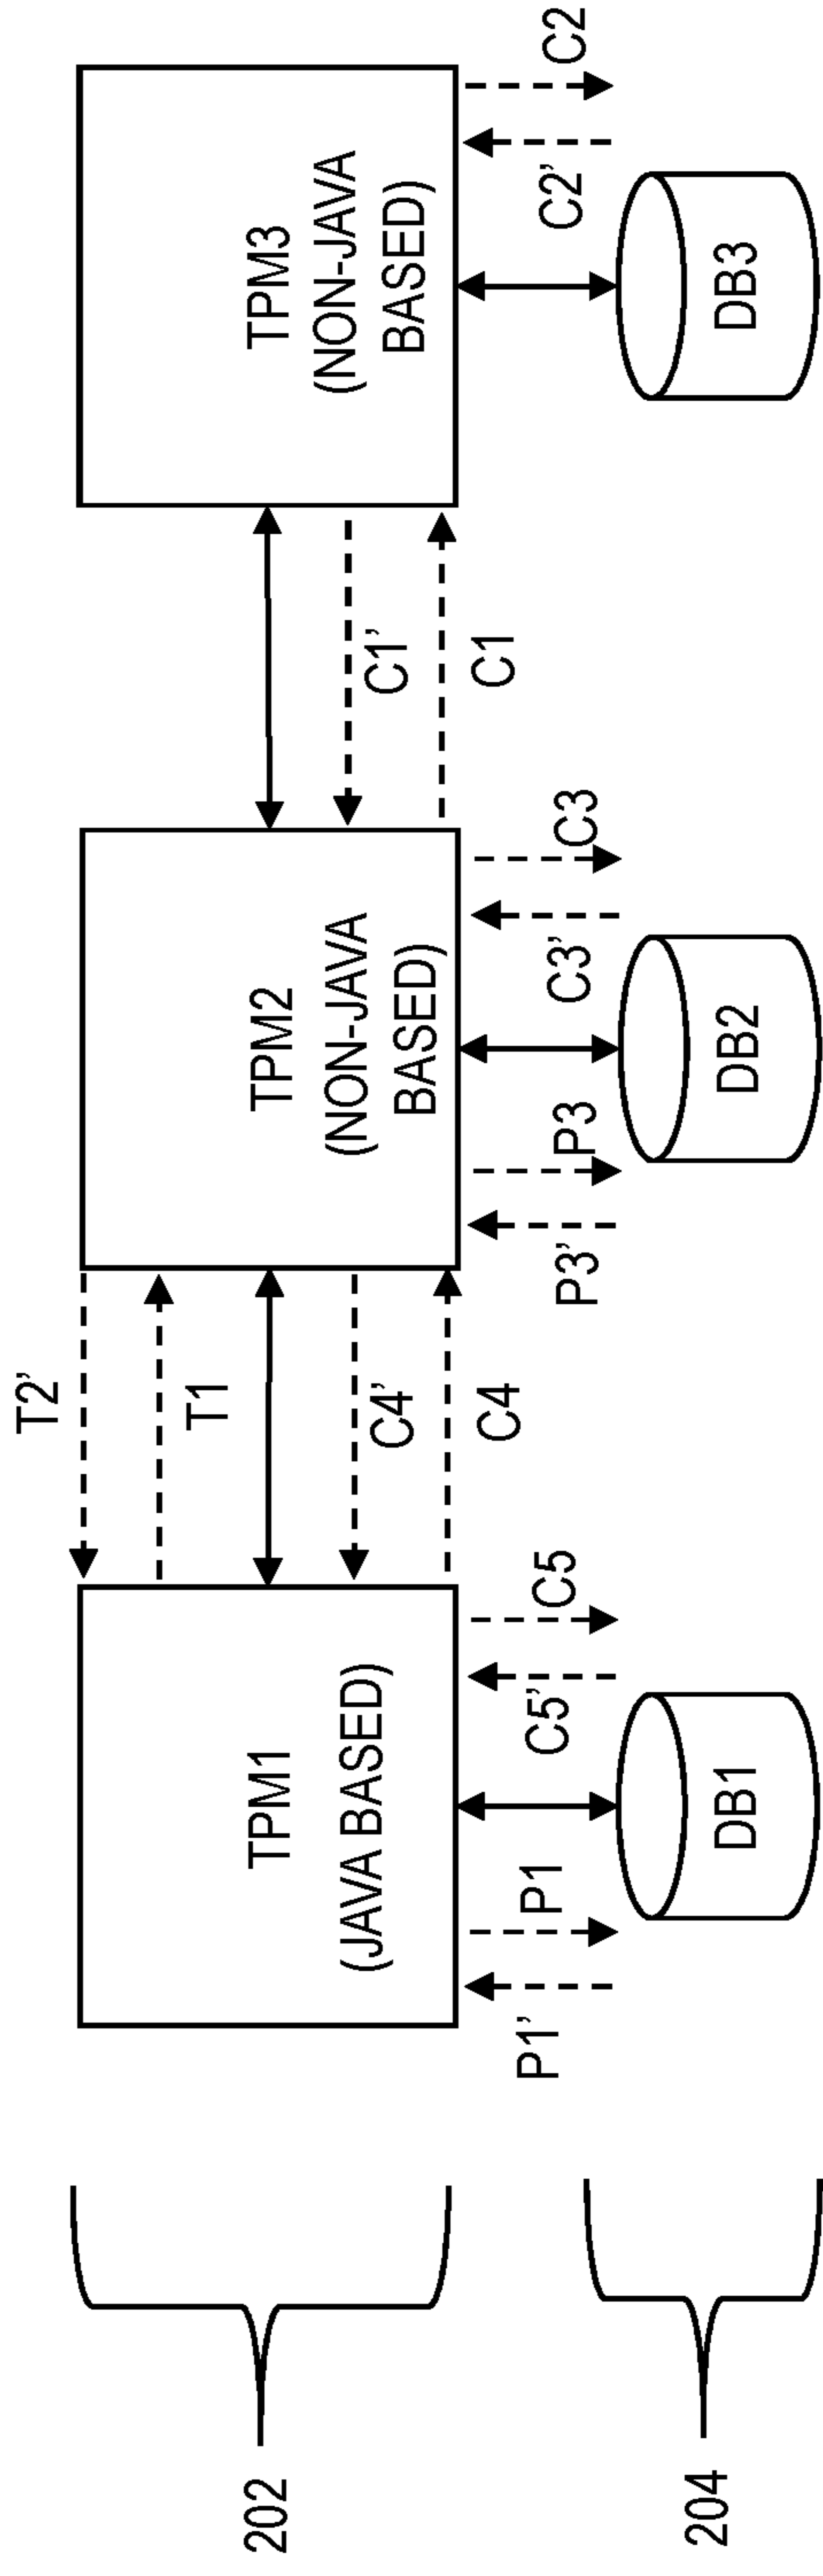 T2’
T1
C4’
C4
C1’
C1
202
TPM1
(JAVA BASED)
TPM2
(NON-JAVA
BASED)
TPM3
(NON-JAVA
BASED)
P1’
P1
C5’
C5
P3’
P3
C3’
C3
C2’
C2
204
DB1
DB2
DB3